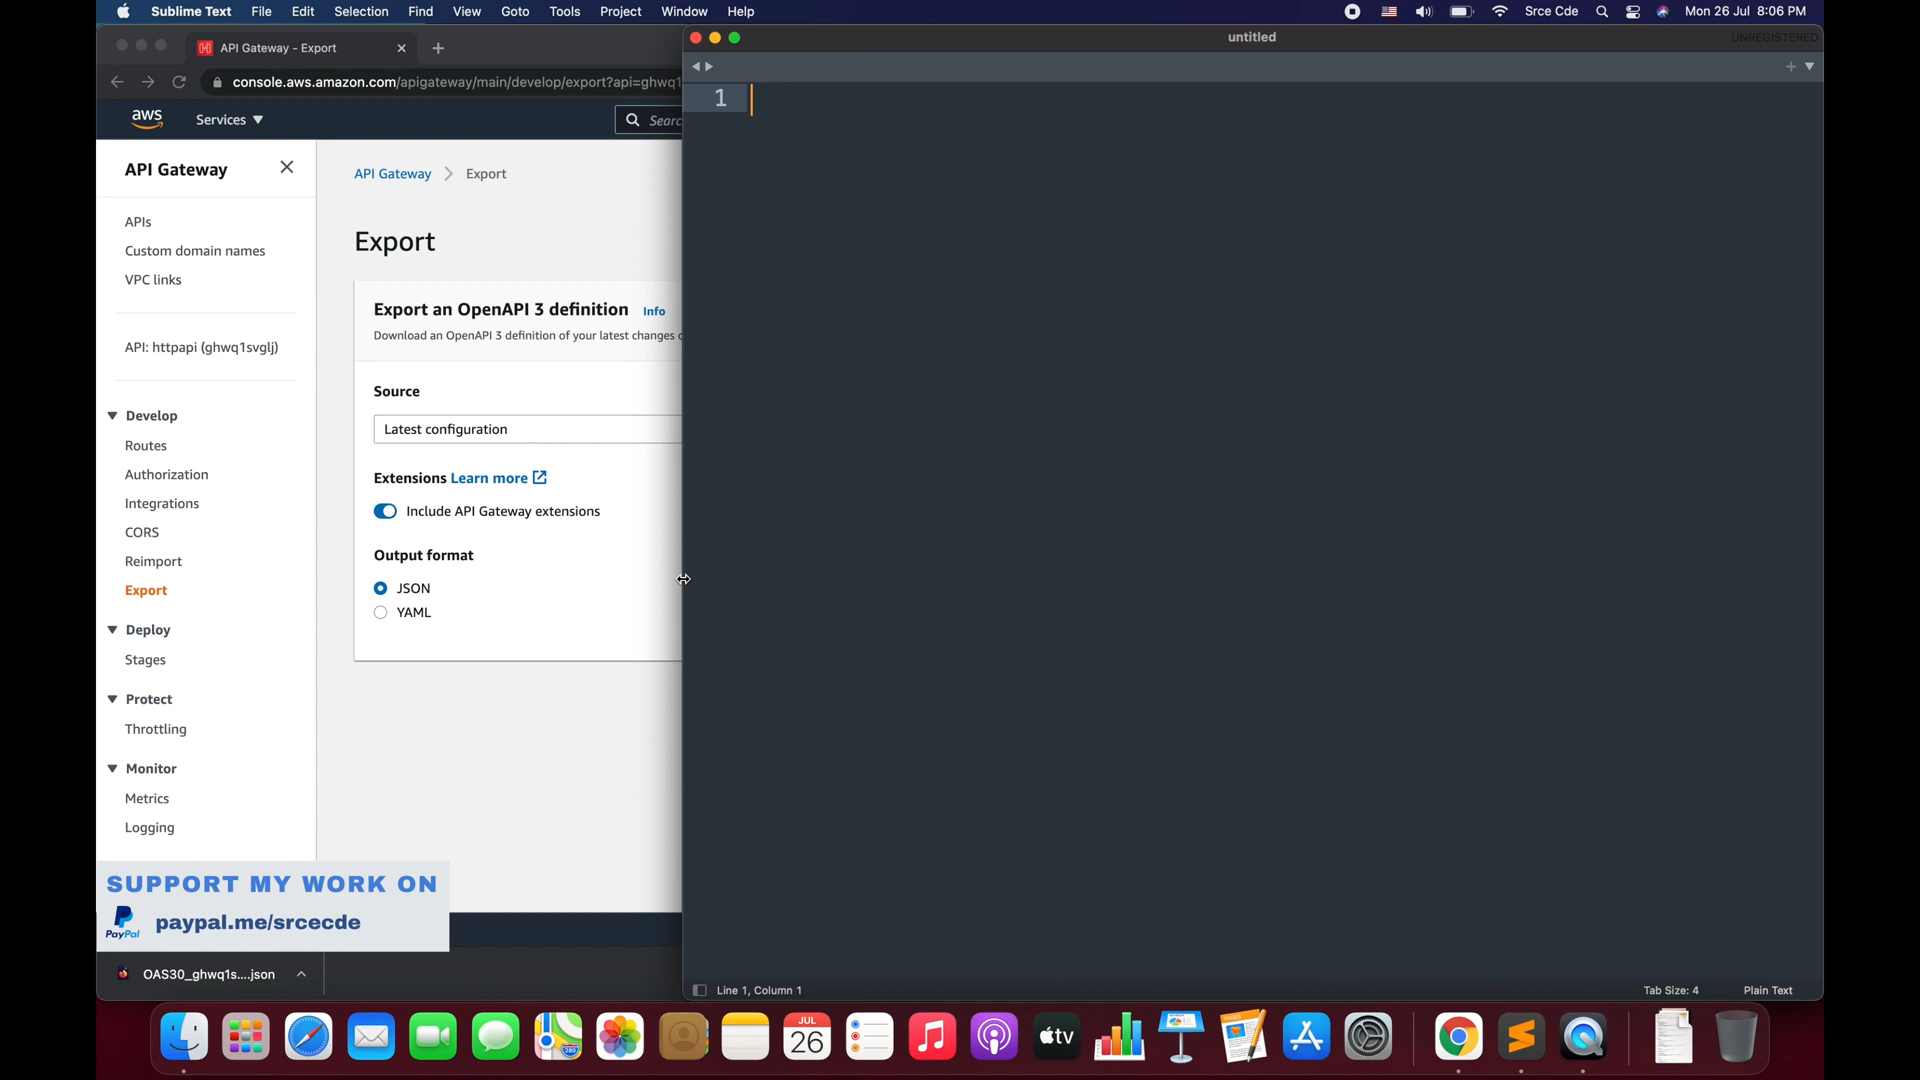 Sublime Text File Edit Selection Find View Goto Tools Project Window Help Srce Cde Mon 26 Jul 8:06 PM
API Gateway - Export
untitled
UNREGISTERED
console.aws.amazon.com/apigateway/main/develop/export?api=ghwq1
aws Services
Searc
1
API Gateway
APIs
Custom domain names
VPC links
API: httpapi (ghwq1svglj)
Develop
Routes
Authorization
Integrations
CORS
Reimport
Export
Deploy
Stages
Protect
Throttling
Monitor
Metrics
Logging
API Gateway > Export
Export
Export an OpenAPI 3 definition Info
Download an OpenAPI 3 definition of your latest changes
Source
Latest configuration
Extensions Learn more
Include API Gateway extensions
Output format
JSON
YAML
SUPPORT MY WORK ON
PayPal paypal.me/srcecde
OAS30_ghwq1s....json
Line 1, Column 1
Tab Size: 4
Plain Text
JUL
26
280
tv
PAGES